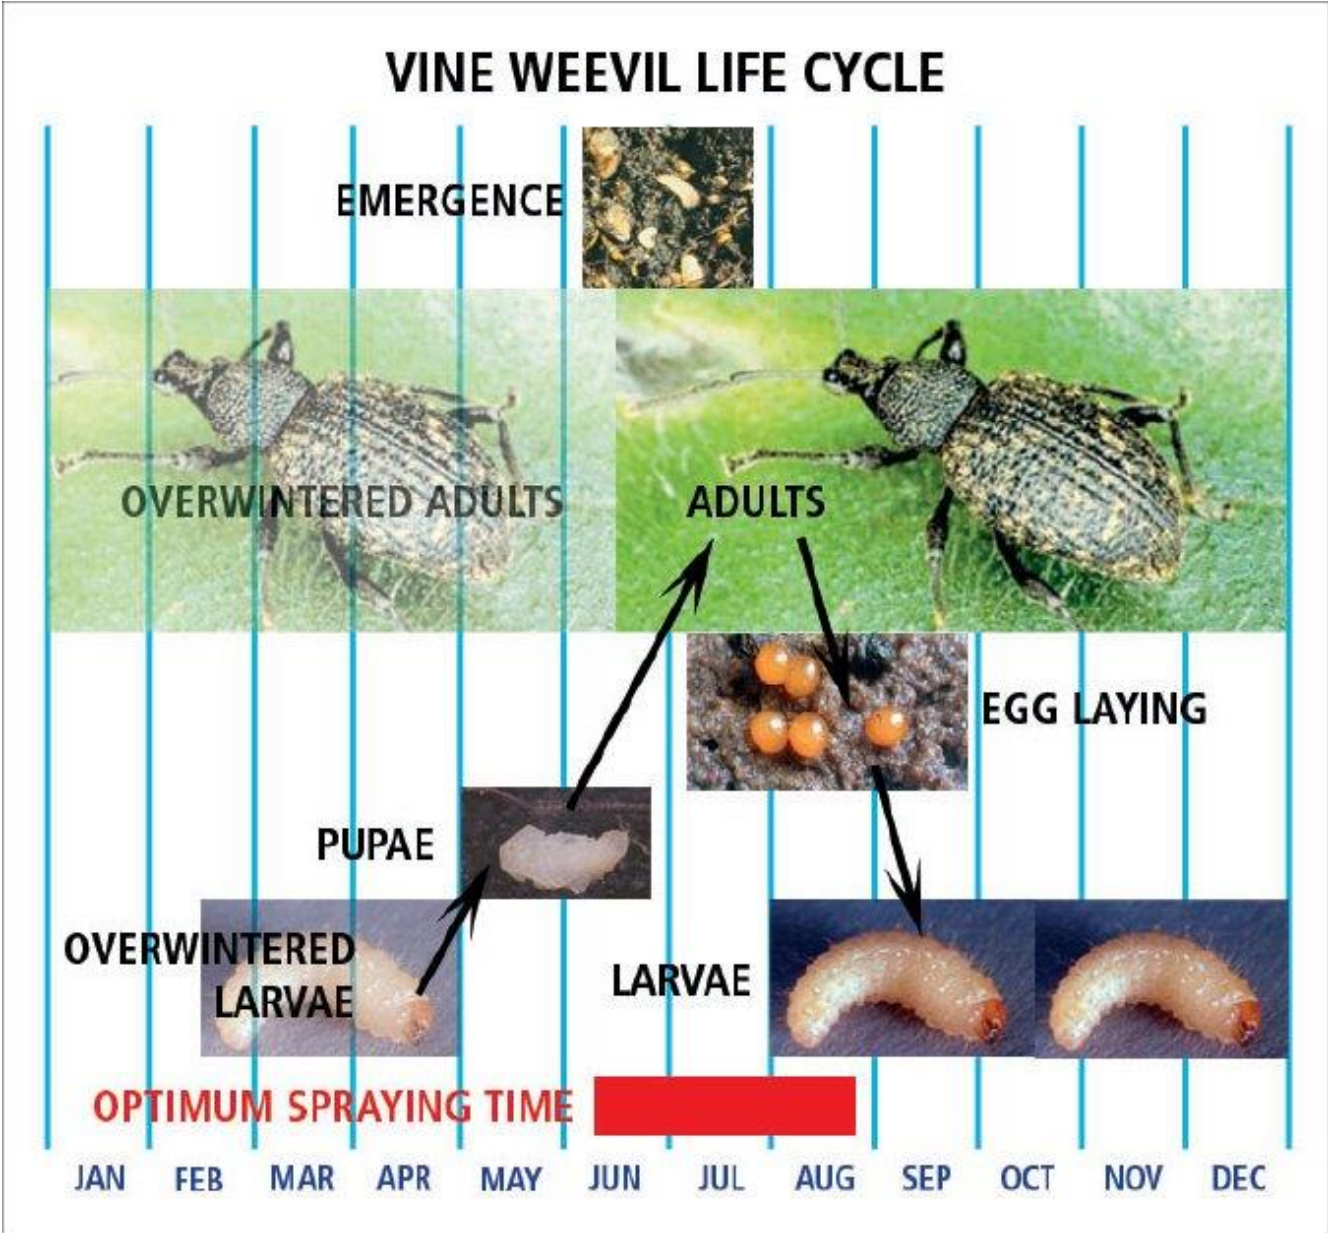 VINE WEEVIL LIFE CYCLE
EMERGENCE
OVERWINTERED ADULTS
ADULTS
EGG LAYING
PUPAE
OVERWINTERED
LARVAE
LARVAE
OPTIMUM SPRAYING TIME
JAN FEB MAR APR MAY JUN JUL AUG SEP OCT NOV DEC